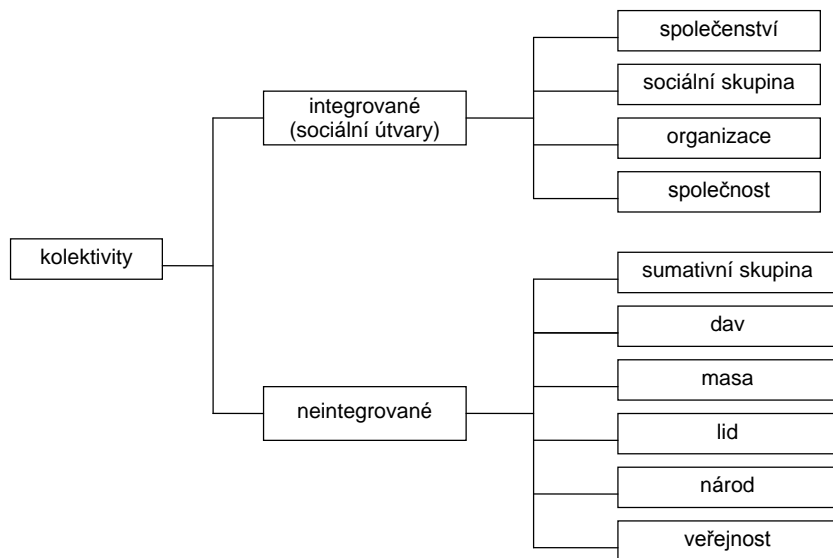 společenství
sociální skupina
integrované
(sociální útvary)
organizace
společnost
kolektivity
sumativní skupina
dav
masa
neintegrované
lid
národ
veřejnost